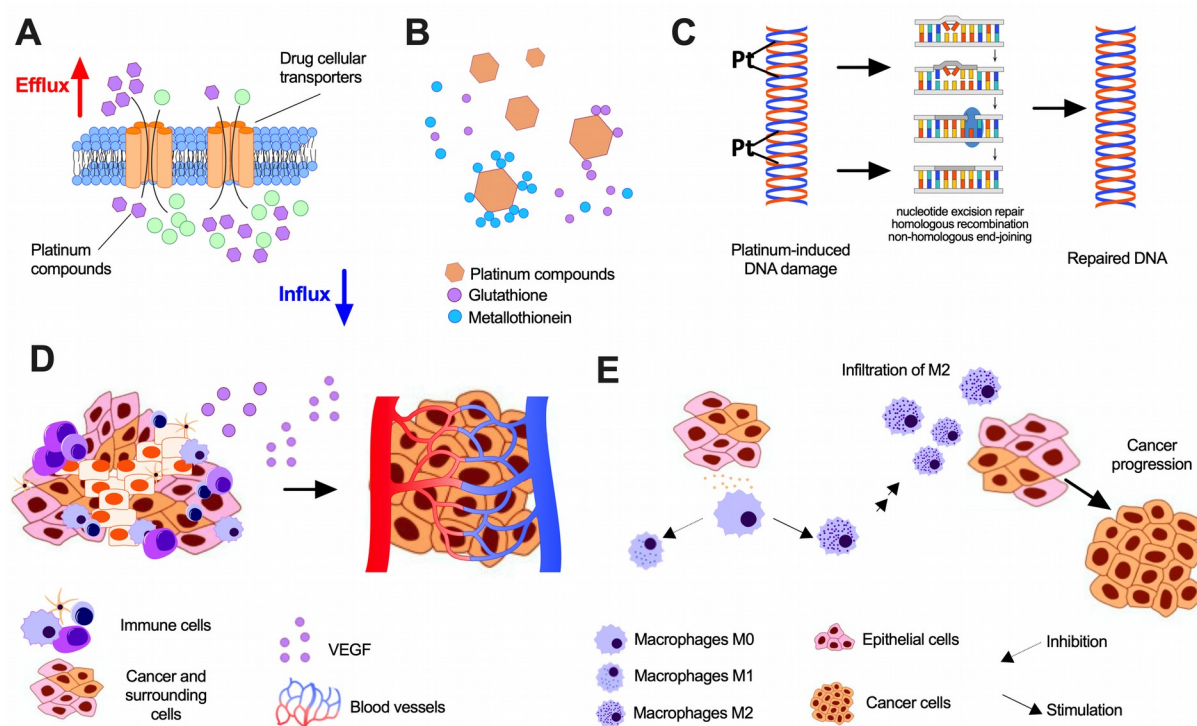 A
Efflux
Drug cellular
transporters
Platinum
compounds
Influx
B
Platinum compounds
Glutathione
Metallothionein
C
Pt
Pt
nucleotide excision repair
homologous recombination
non-homologous end-joining
Platinum-induced
DNA damage
Repaired DNA
D
Immune cells
Cancer and
surrounding
cells
VEGF
Blood vessels
E
Infiltration of M2
Cancer
progression
Macrophages M0
Macrophages M1
Macrophages M2
Epithelial cells
Cancer cells
Inhibition
Stimulation